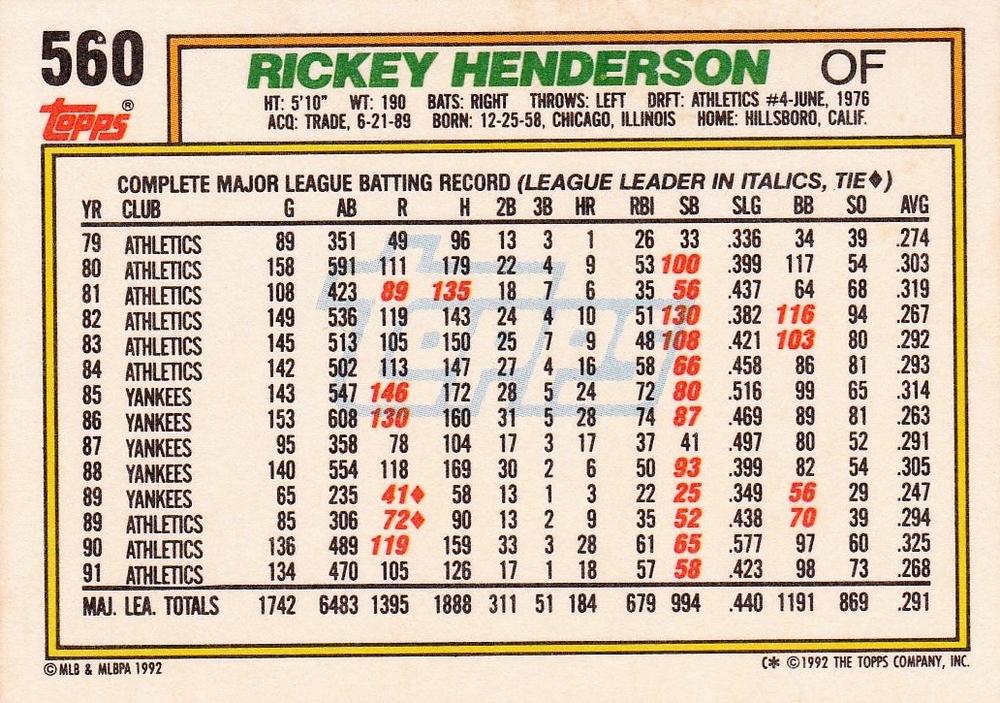 560
RICKEY HENDERSON OF
Topps®
HT: 5'10" WT: 190 BATS: RIGHT THROWS: LEFT DRFT: ATHLETICS #4-JUNE, 1976
ACQ: TRADE, 6-21-89 BORN: 12-25-58, CHICAGO, ILLINOIS HOME: HILLSBORO, CALIF.
COMPLETE MAJOR LEAGUE BATTING RECORD (LEAGUE LEADER IN ITALICS, TIE♦)
YR CLUB G AB R H 2B 3B HR RBI SB SLG BB SO AVG
79 ATHLETICS 89 351 49 96 13 3 1 26 33 .336 34 39 .274
80 ATHLETICS 158 591 111 179 22 4 9 53 100 .399 117 54 .303
81 ATHLETICS 108 423 89 135 18 7 6 35 56 .437 64 68 .319
82 ATHLETICS 149 536 119 143 24 4 10 51 130 .382 116 94 .267
83 ATHLETICS 145 513 105 150 25 7 9 48 108 .421 103 80 .292
84 ATHLETICS 142 502 113 147 27 4 16 58 66 .458 86 81 .293
85 YANKEES 143 547 146 172 28 5 24 72 80 .516 99 65 .314
86 YANKEES 153 608 130 160 31 5 28 74 87 .469 89 81 .263
87 YANKEES 95 358 78 104 17 3 17 37 41 .497 80 52 .291
88 YANKEES 140 554 118 169 30 2 6 50 93 .399 82 54 .305
89 YANKEES 65 235 41♦ 58 13 1 3 22 25 .349 56 29 .247
89 ATHLETICS 85 306 72♦ 90 13 2 9 35 52 .438 70 39 .294
90 ATHLETICS 136 489 119 159 33 3 28 61 65 .577 97 60 .325
91 ATHLETICS 134 470 105 126 17 1 18 57 58 .423 98 73 .268
MAJ. LEA. TOTALS 1742 6483 1395 1888 311 51 184 679 994 .440 1191 869 .291
Topps
© MLB & MLBPA 1992
C* ©1992 THE TOPPS COMPANY, INC.